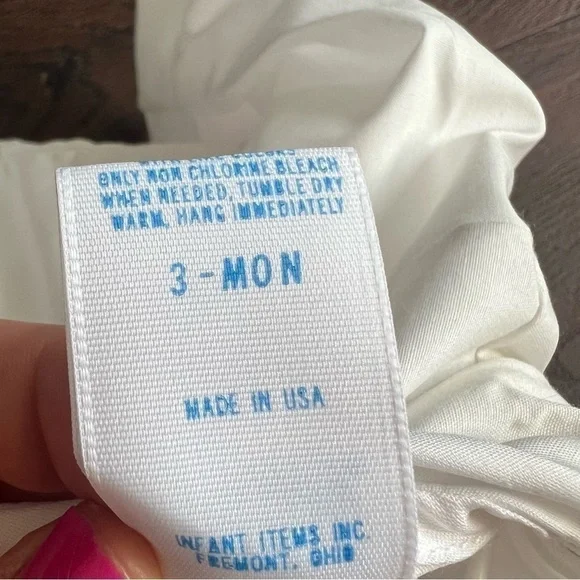 ONLY NON CHLORINE BLEACH
WHEN NEEDED, TUMBLE DRY
WARM, HANG IMMEDIATELY
3-MON
MADE IN USA
INFANT ITEMS INC.
FREMONT, OHIO